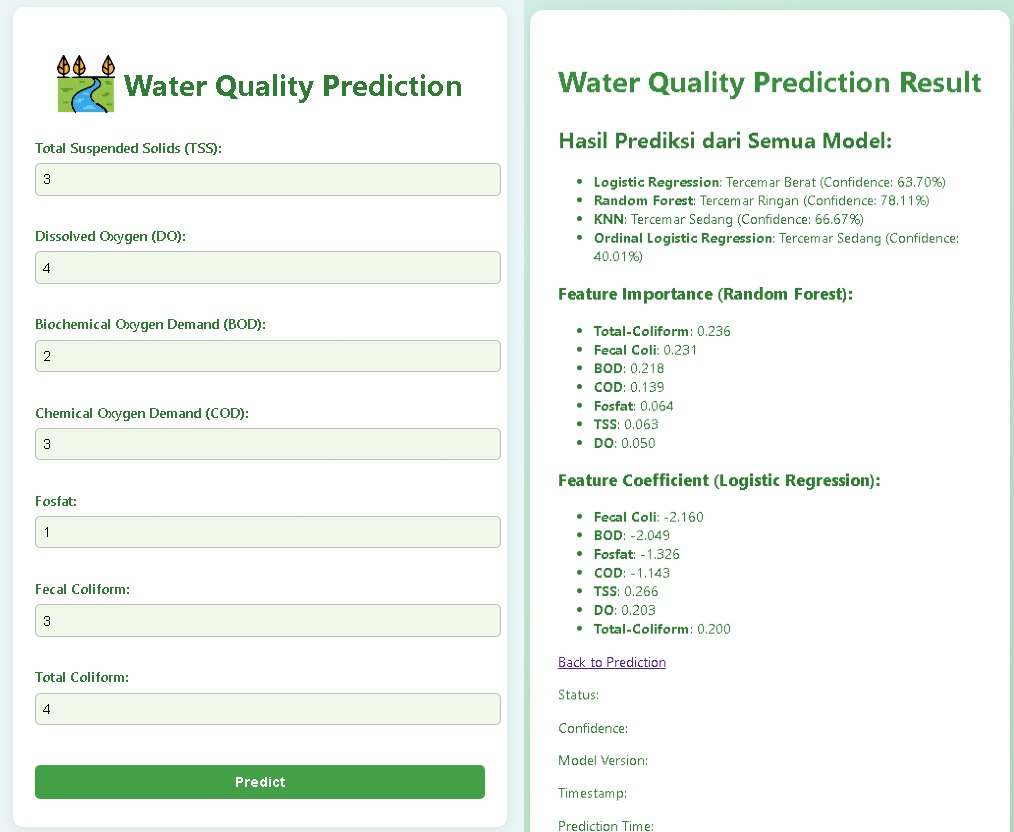 Water Quality Prediction
Total Suspended Solids (TSS):
3
Dissolved Oxygen (DO):
4
Biochemical Oxygen Demand (BOD):
2
Chemical Oxygen Demand (COD):
3
Fosfat:
1
Fecal Coliform:
3
Total Coliform:
4
Predict
Water Quality Prediction Result
Hasil Prediksi dari Semua Model:
• Logistic Regression: Tercemar Berat (Confidence: 63.70%)
• Random Forest: Tercemar Ringan (Confidence: 78.11%)
• KNN: Tercemar Sedang (Confidence: 66.67%)
• Ordinal Logistic Regression: Tercemar Sedang (Confidence:
40.01%)
Feature Importance (Random Forest):
• Total-Coliform: 0.236
• Fecal Coli: 0.231
• BOD: 0.218
• COD: 0.139
• Fosfat: 0.064
• TSS: 0.063
• DO: 0.050
Feature Coefficient (Logistic Regression):
• Fecal Coli: -2.160
• BOD: -2.049
• Fosfat: -1.326
• COD: -1.143
• TSS: 0.266
• DO: 0.203
• Total-Coliform: 0.200
Back to Prediction
Status:
Confidence:
Model Version:
Timestamp:
Prediction Time: